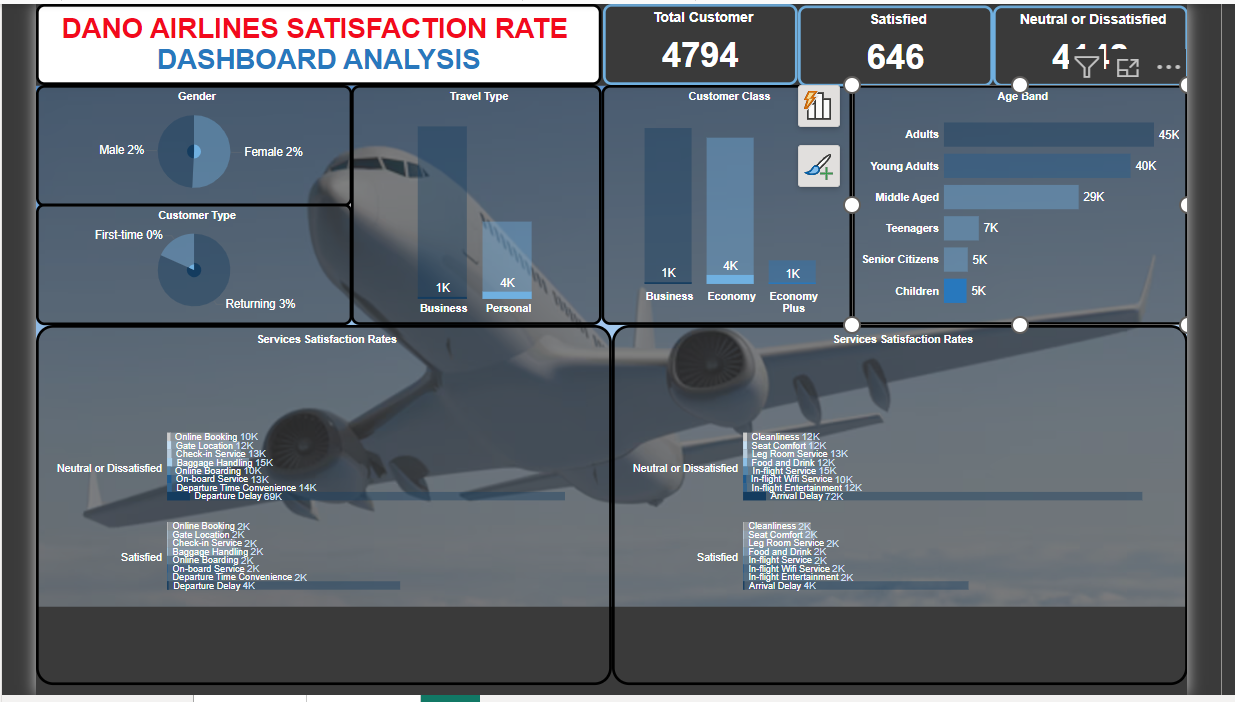 DANO AIRLINES SATISFACTION RATE
DASHBOARD ANALYSIS
Total Customer
4794
Satisfied
646
Neutral or Dissatisfied
Gender
Male 2%
Female 2%
Customer Type
First-time 0%
Returning 3%
Travel Type
1K
4K
Business
Personal
Customer Class
1K
4K
1K
Business
Economy
Economy
Plus
Age Band
Adults 45K
Young Adults 40K
Middle Aged 29K
Teenagers 7K
Senior Citizens 5K
Children 5K
Services Satisfaction Rates
Neutral or Dissatisfied
Online Booking 10K
Gate Location 12K
Check-in Service 13K
Baggage Handling 15K
Online Boarding 10K
On-board Service 13K
Departure Time Convenience 14K
Departure Delay 69K
Satisfied
Online Booking 2K
Gate Location 2K
Check-in Service 2K
Baggage Handling 2K
Online Boarding 2K
On-board Service 2K
Departure Time Convenience 2K
Departure Delay 4K
Services Satisfaction Rates
Neutral or Dissatisfied
Cleanliness 12K
Seat Comfort 12K
Leg Room Service 13K
Food and Drink 12K
In-flight Service 15K
In-flight Wifi Service 10K
In-flight Entertainment 12K
Arrival Delay 72K
Satisfied
Cleanliness 2K
Seat Comfort 2K
Leg Room Service 2K
Food and Drink 2K
In-flight Service 2K
In-flight Wifi Service 2K
In-flight Entertainment 2K
Arrival Delay 4K